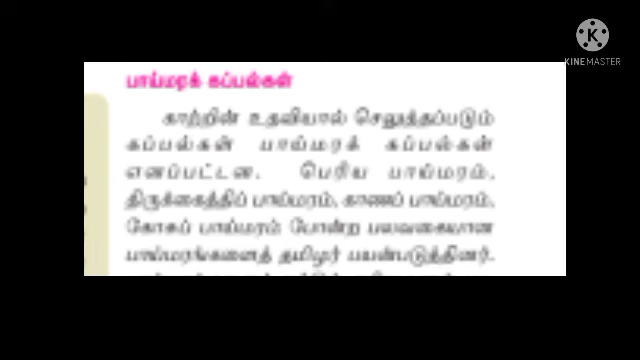 KINEMASTER
பாய்மரக் கப்பல்கள்
காற்றின் உதவியால் செலுத்தப்படும்
கப்பல்கள் பாய்மரக் கப்பல்கள்
எனப்பட்டன. பெரிய பாய்மரம்,
திருக்கைத்திப் பாய்மரம், காணப் பாய்மரம்,
கோசுப் பாய்மரம் போன்ற பலவகையான
பாய்மரங்களைத் தமிழர் பயன்படுத்தினர்.